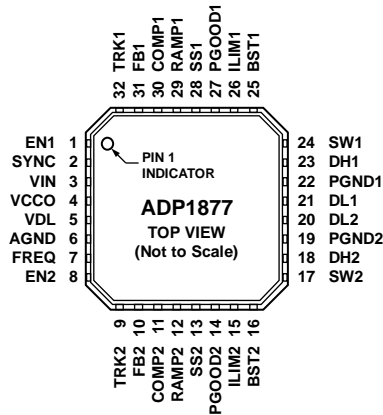 32 TRK1
31 FB1
30 COMP1
29 RAMP1
28 SS1
27 PGOOD1
26 ILIM1
25 BST1
EN1 1
SYNC 2
VIN 3
VCCO 4
VDL 5
AGND 6
FREQ 7
EN2 8
PIN 1
INDICATOR
ADP1877
TOP VIEW
(Not to Scale)
24 SW1
23 DH1
22 PGND1
21 DL1
20 DL2
19 PGND2
18 DH2
17 SW2
TRK2 9
FB2 10
COMP2 11
RAMP2 12
SS2 13
PGOOD2 14
ILIM2 15
BST2 16